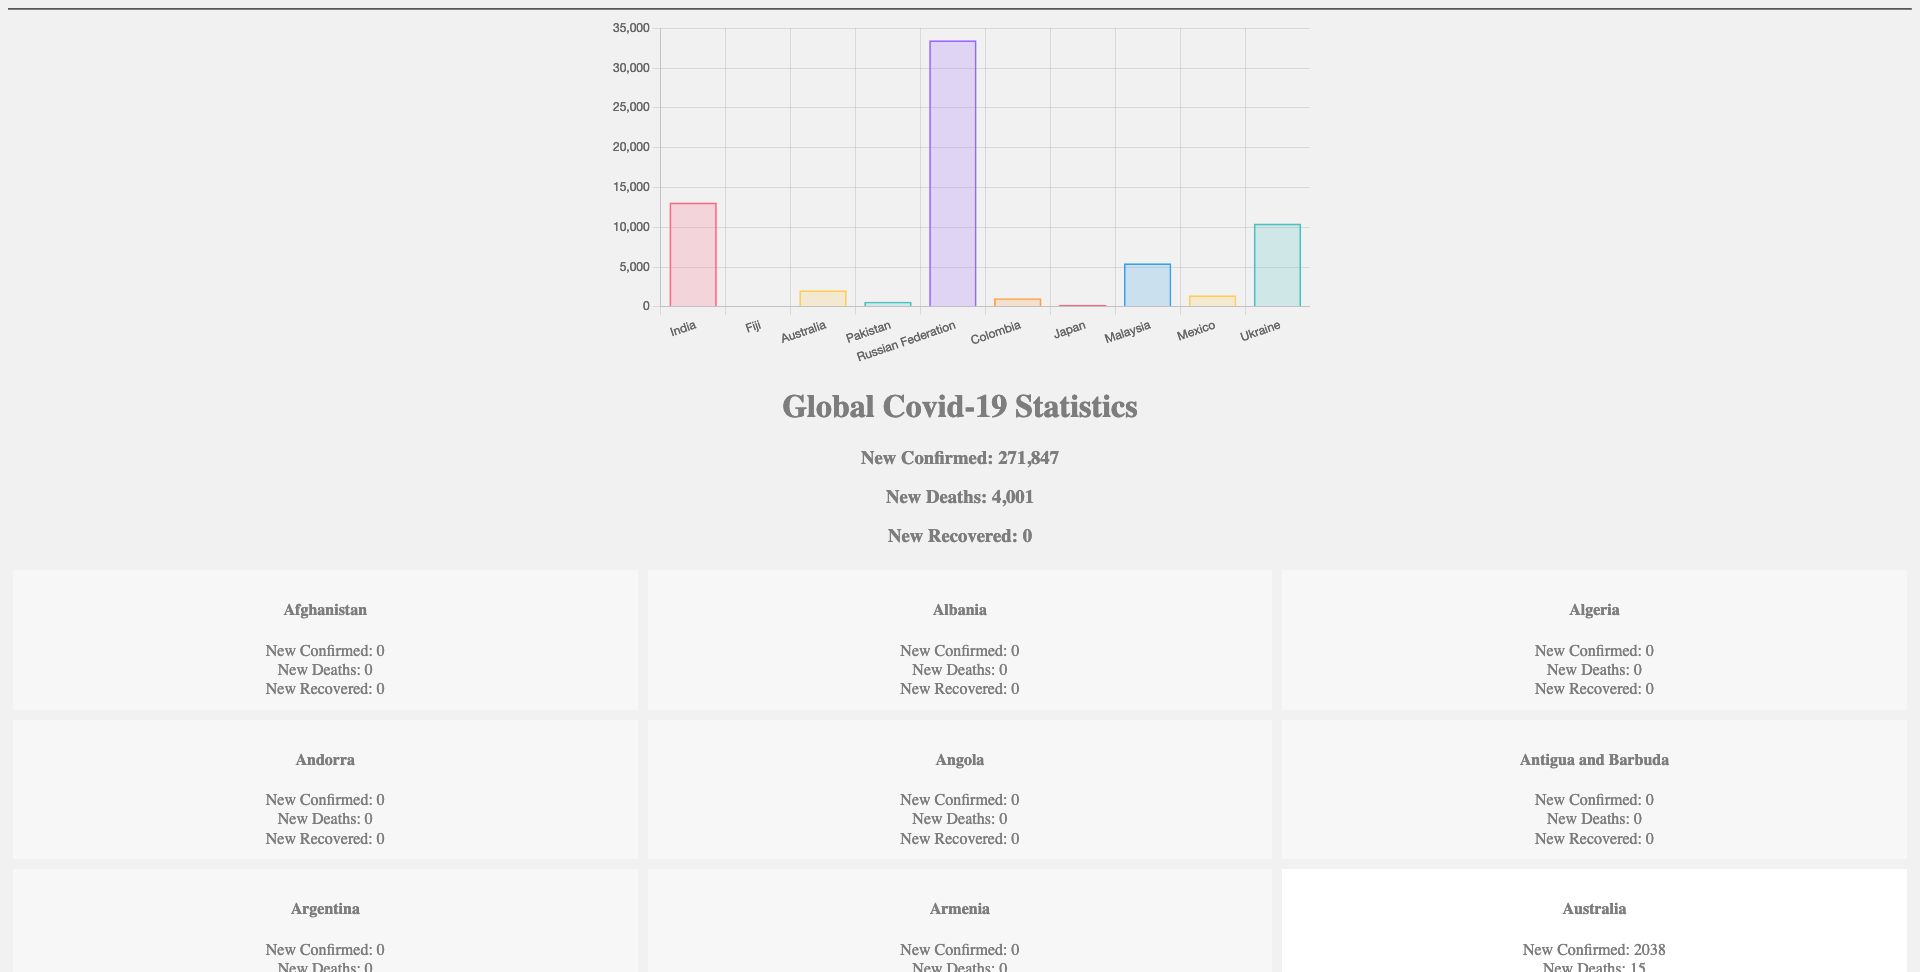 35,000
30,000
25,000
20,000
15,000
10,000
5,000
0
India
Fiji
Australia
Pakistan
Russian Federation
Colombia
Japan
Malaysia
Mexico
Ukraine
Global Covid-19 Statistics
New Confirmed: 271,847
New Deaths: 4,001
New Recovered: 0
Afghanistan
New Confirmed: 0
New Deaths: 0
New Recovered: 0
Albania
New Confirmed: 0
New Deaths: 0
New Recovered: 0
Algeria
New Confirmed: 0
New Deaths: 0
New Recovered: 0
Andorra
New Confirmed: 0
New Deaths: 0
New Recovered: 0
Angola
New Confirmed: 0
New Deaths: 0
New Recovered: 0
Antigua and Barbuda
New Confirmed: 0
New Deaths: 0
New Recovered: 0
Argentina
New Confirmed: 0
New Deaths: 0
Armenia
New Confirmed: 0
New Deaths: 0
Australia
New Confirmed: 2038
New Deaths: 15